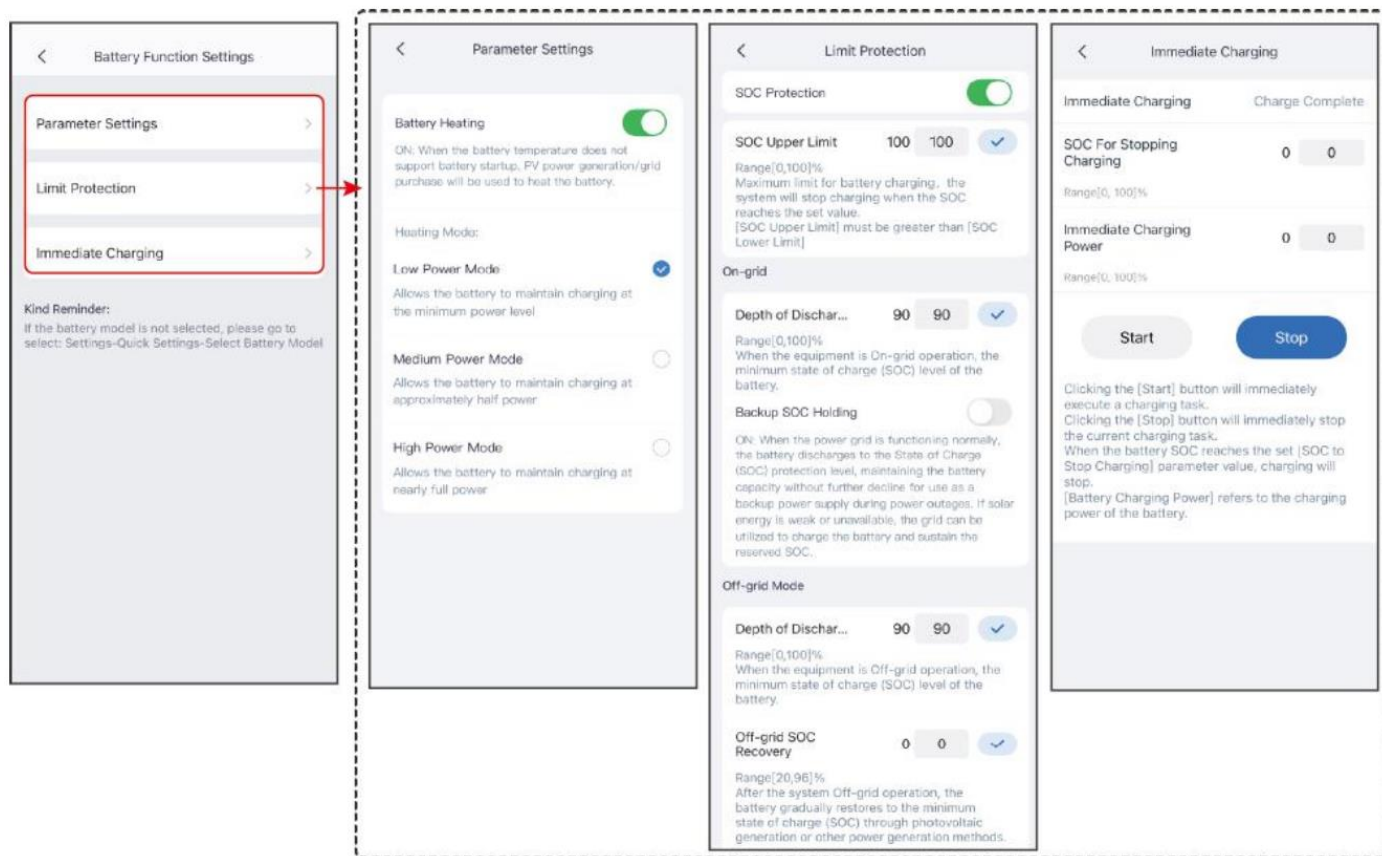 Battery Function Settings
Parameter Settings
Limit Protection
Immediate Charging
Kind Reminder:
If the battery model is not selected, please go to
select: Settings-Quick Settings-Select Battery Model
Parameter Settings
Battery Heating
ON: When the battery temperature does not
support battery startup, PV power generation/grid
purchase will be used to heat the battery.
Heating Mode:
Low Power Mode
Allows the battery to maintain charging at
the minimum power level
Medium Power Mode
Allows the battery to maintain charging at
approximately half power
High Power Mode
Allows the battery to maintain charging at
nearly full power
Limit Protection
SOC Protection
SOC Upper Limit 100 100
Range[0,100]%
Maximum limit for battery charging, the
system will stop charging when the SOC
reaches the set value.
[SOC Upper Limit] must be greater than [SOC
Lower Limit]
On-grid
Depth of Dischar... 90 90
Range[0,100]%
When the equipment is On-grid operation, the
minimum state of charge (SOC) level of the
battery.
Backup SOC Holding
ON: When the power grid is functioning normally,
the battery discharges to the State of Charge
(SOC) protection level, maintaining the battery
capacity without further decline for use as a
backup power supply during power outages. If solar
energy is weak or unavailable, the grid can be
utilized to charge the battery and sustain the
reserved SOC.
Off-grid Mode
Depth of Dischar... 90 90
Range[0,100]%
When the equipment is Off-grid operation, the
minimum state of charge (SOC) level of the
battery.
Off-grid SOC
Recovery 0 0
Range[20,96]%
After the system Off-grid operation, the
battery gradually restores to the minimum
state of charge (SOC) through photovoltaic
generation or other power generation methods.
Immediate Charging
Immediate Charging Charge Complete
SOC For Stopping
Charging 0 0
Range[0, 100]%
Immediate Charging
Power 0 0
Range[0, 100]%
Start Stop
Clicking the [Start] button will immediately
execute a charging task.
Clicking the [Stop] button will immediately stop
the current charging task.
When the battery SOC reaches the set [SOC to
Stop Charging] parameter value, charging will
stop.
[Battery Charging Power] refers to the charging
power of the battery.